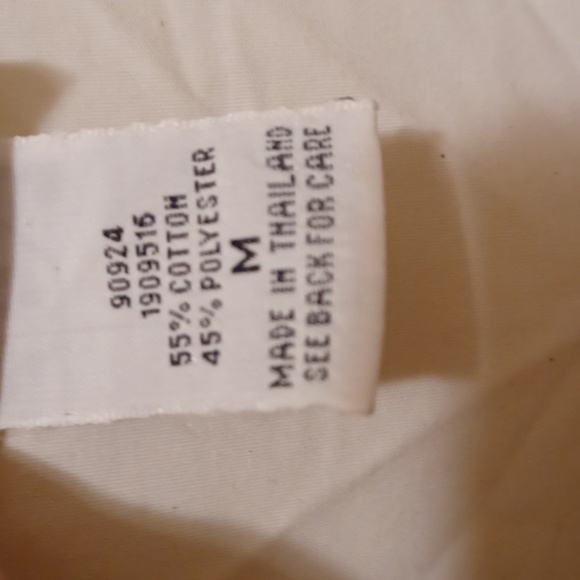 90924
1909516
55% COTTON
45% POLYESTER
M
MADE IN THAILAND
SEE BACK FOR CARE